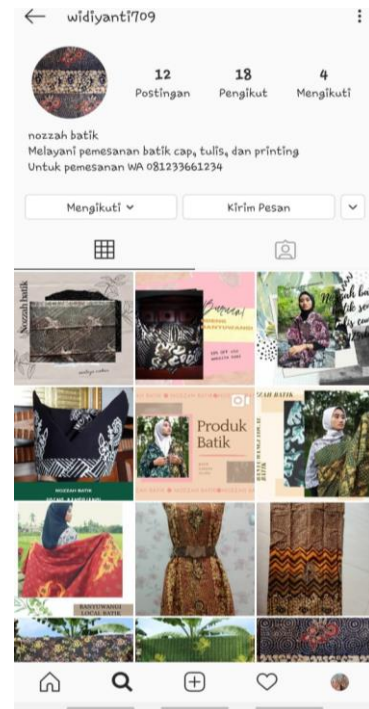 widiyanti709
12
18
4
Postingan
Pengikut
Mengikuti
nozzah batik
Melayani pemesanan batik cap, tulis, dan printing
Untuk pemesanan WA 081233661234
Mengikuti
Kirim Pesan
Nozzah batik
Produk
Batik
NOZZAH BATIK
BANYUWANGI
LOCAL BATIK